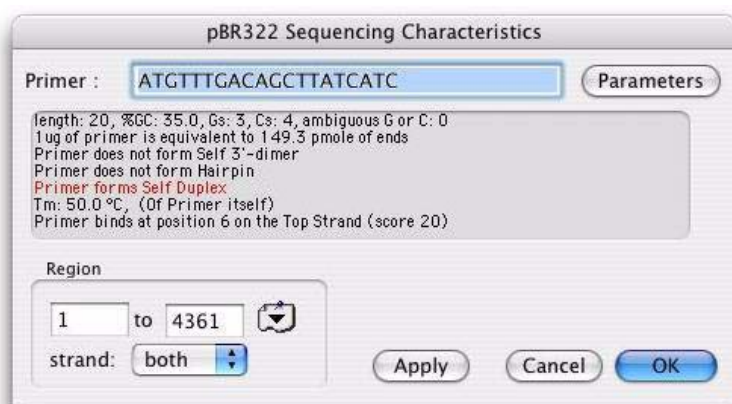 pBR322 Sequencing Characteristics
Primer : ATGTTTGACAGCTTATCATC Parameters
length: 20, %GC: 35.0, Gs: 3, Cs: 4, ambiguous G or C: 0
1ug of primer is equivalent to 149.3 pmole of ends
Primer does not form Self 3'-dimer
Primer does not form Hairpin
Primer forms Self Duplex
Tm: 50.0 °C, (Of Primer itself)
Primer binds at position 6 on the Top Strand (score 20)
Region
1 to 4361
strand: both Apply Cancel OK